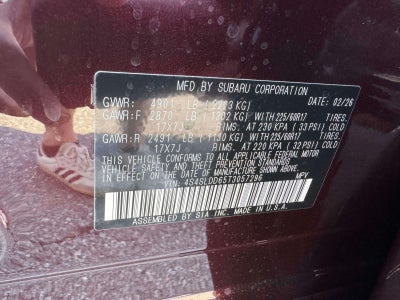 MFD BY SUBARU CORPORATION DATE: 02/26
GVWR: 4901 LB (2223 KG)
GAWR:F 2870 LB (1302 KG) WITH 225/60R17 TIRES,
17X7J RIMS, AT 230 KPA (33 PSI) COLD
GAWR:R 2491 LB (1130 KG) WITH 225/60R17 TIRES,
17X7J RIMS, AT 220 KPA (32 PSI) COLD
THIS VEHICLE CONFORMS TO ALL APPLICABLE FEDERAL MOTOR
VEHICLE SAFETY AND THEFT PREVENTION STANDARDS IN EFFECT
ON THE DATE OF MANUFACTURE SHOWN ABOVE.
VIN: 4S4SLDD65T3057796 MPV
ASSEMBLED BY SIA INC. IN U.S.A.